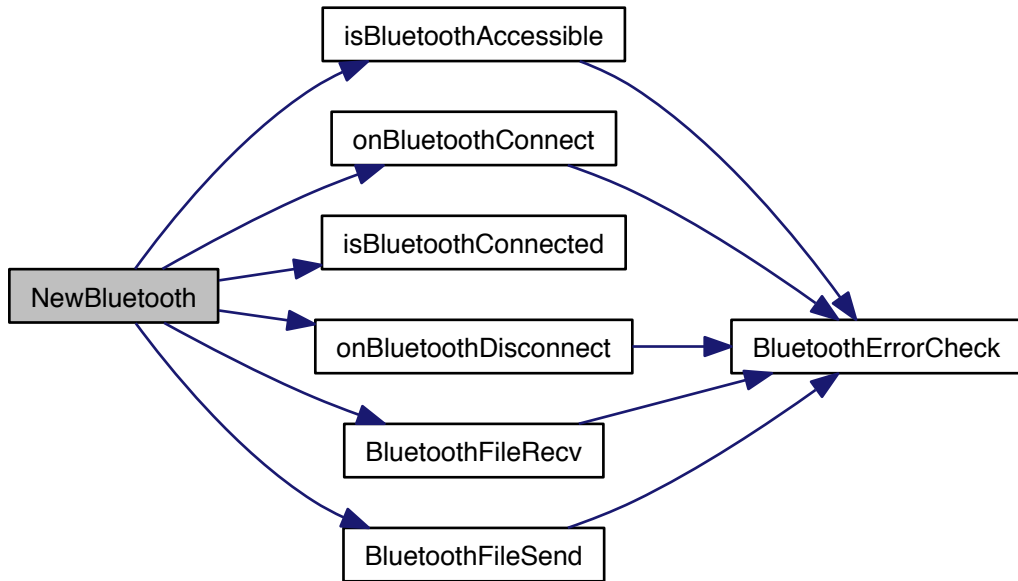 isBluetoothAccessible
onBluetoothConnect
isBluetoothConnected
NewBluetooth
onBluetoothDisconnect
BluetoothErrorCheck
BluetoothFileRecv
BluetoothFileSend